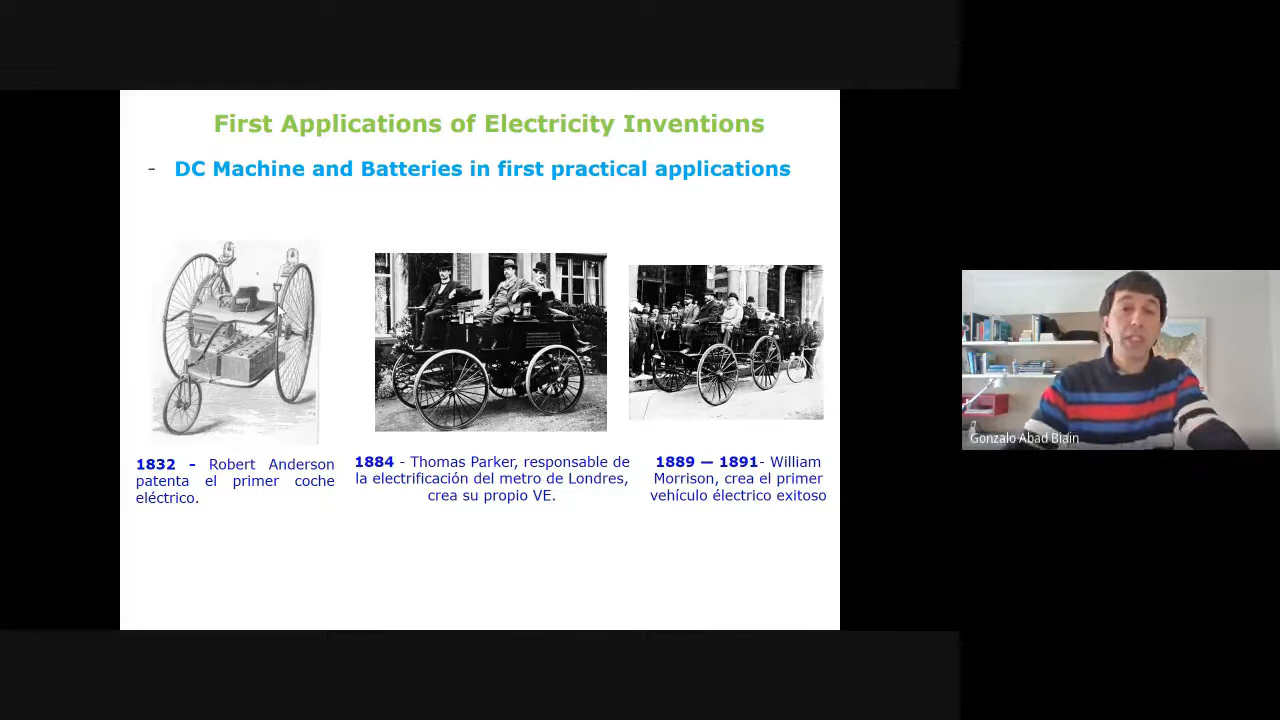 First Applications of Electricity Inventions
- DC Machine and Batteries in first practical applications
1832 - Robert Anderson
patenta el primer coche
eléctrico.
1884 - Thomas Parker, responsable de
la electrificación del metro de Londres,
crea su propio VE.
1889 — 1891- William
Morrison, crea el primer
vehículo électrico exitoso
Gonzalo Abad Biain